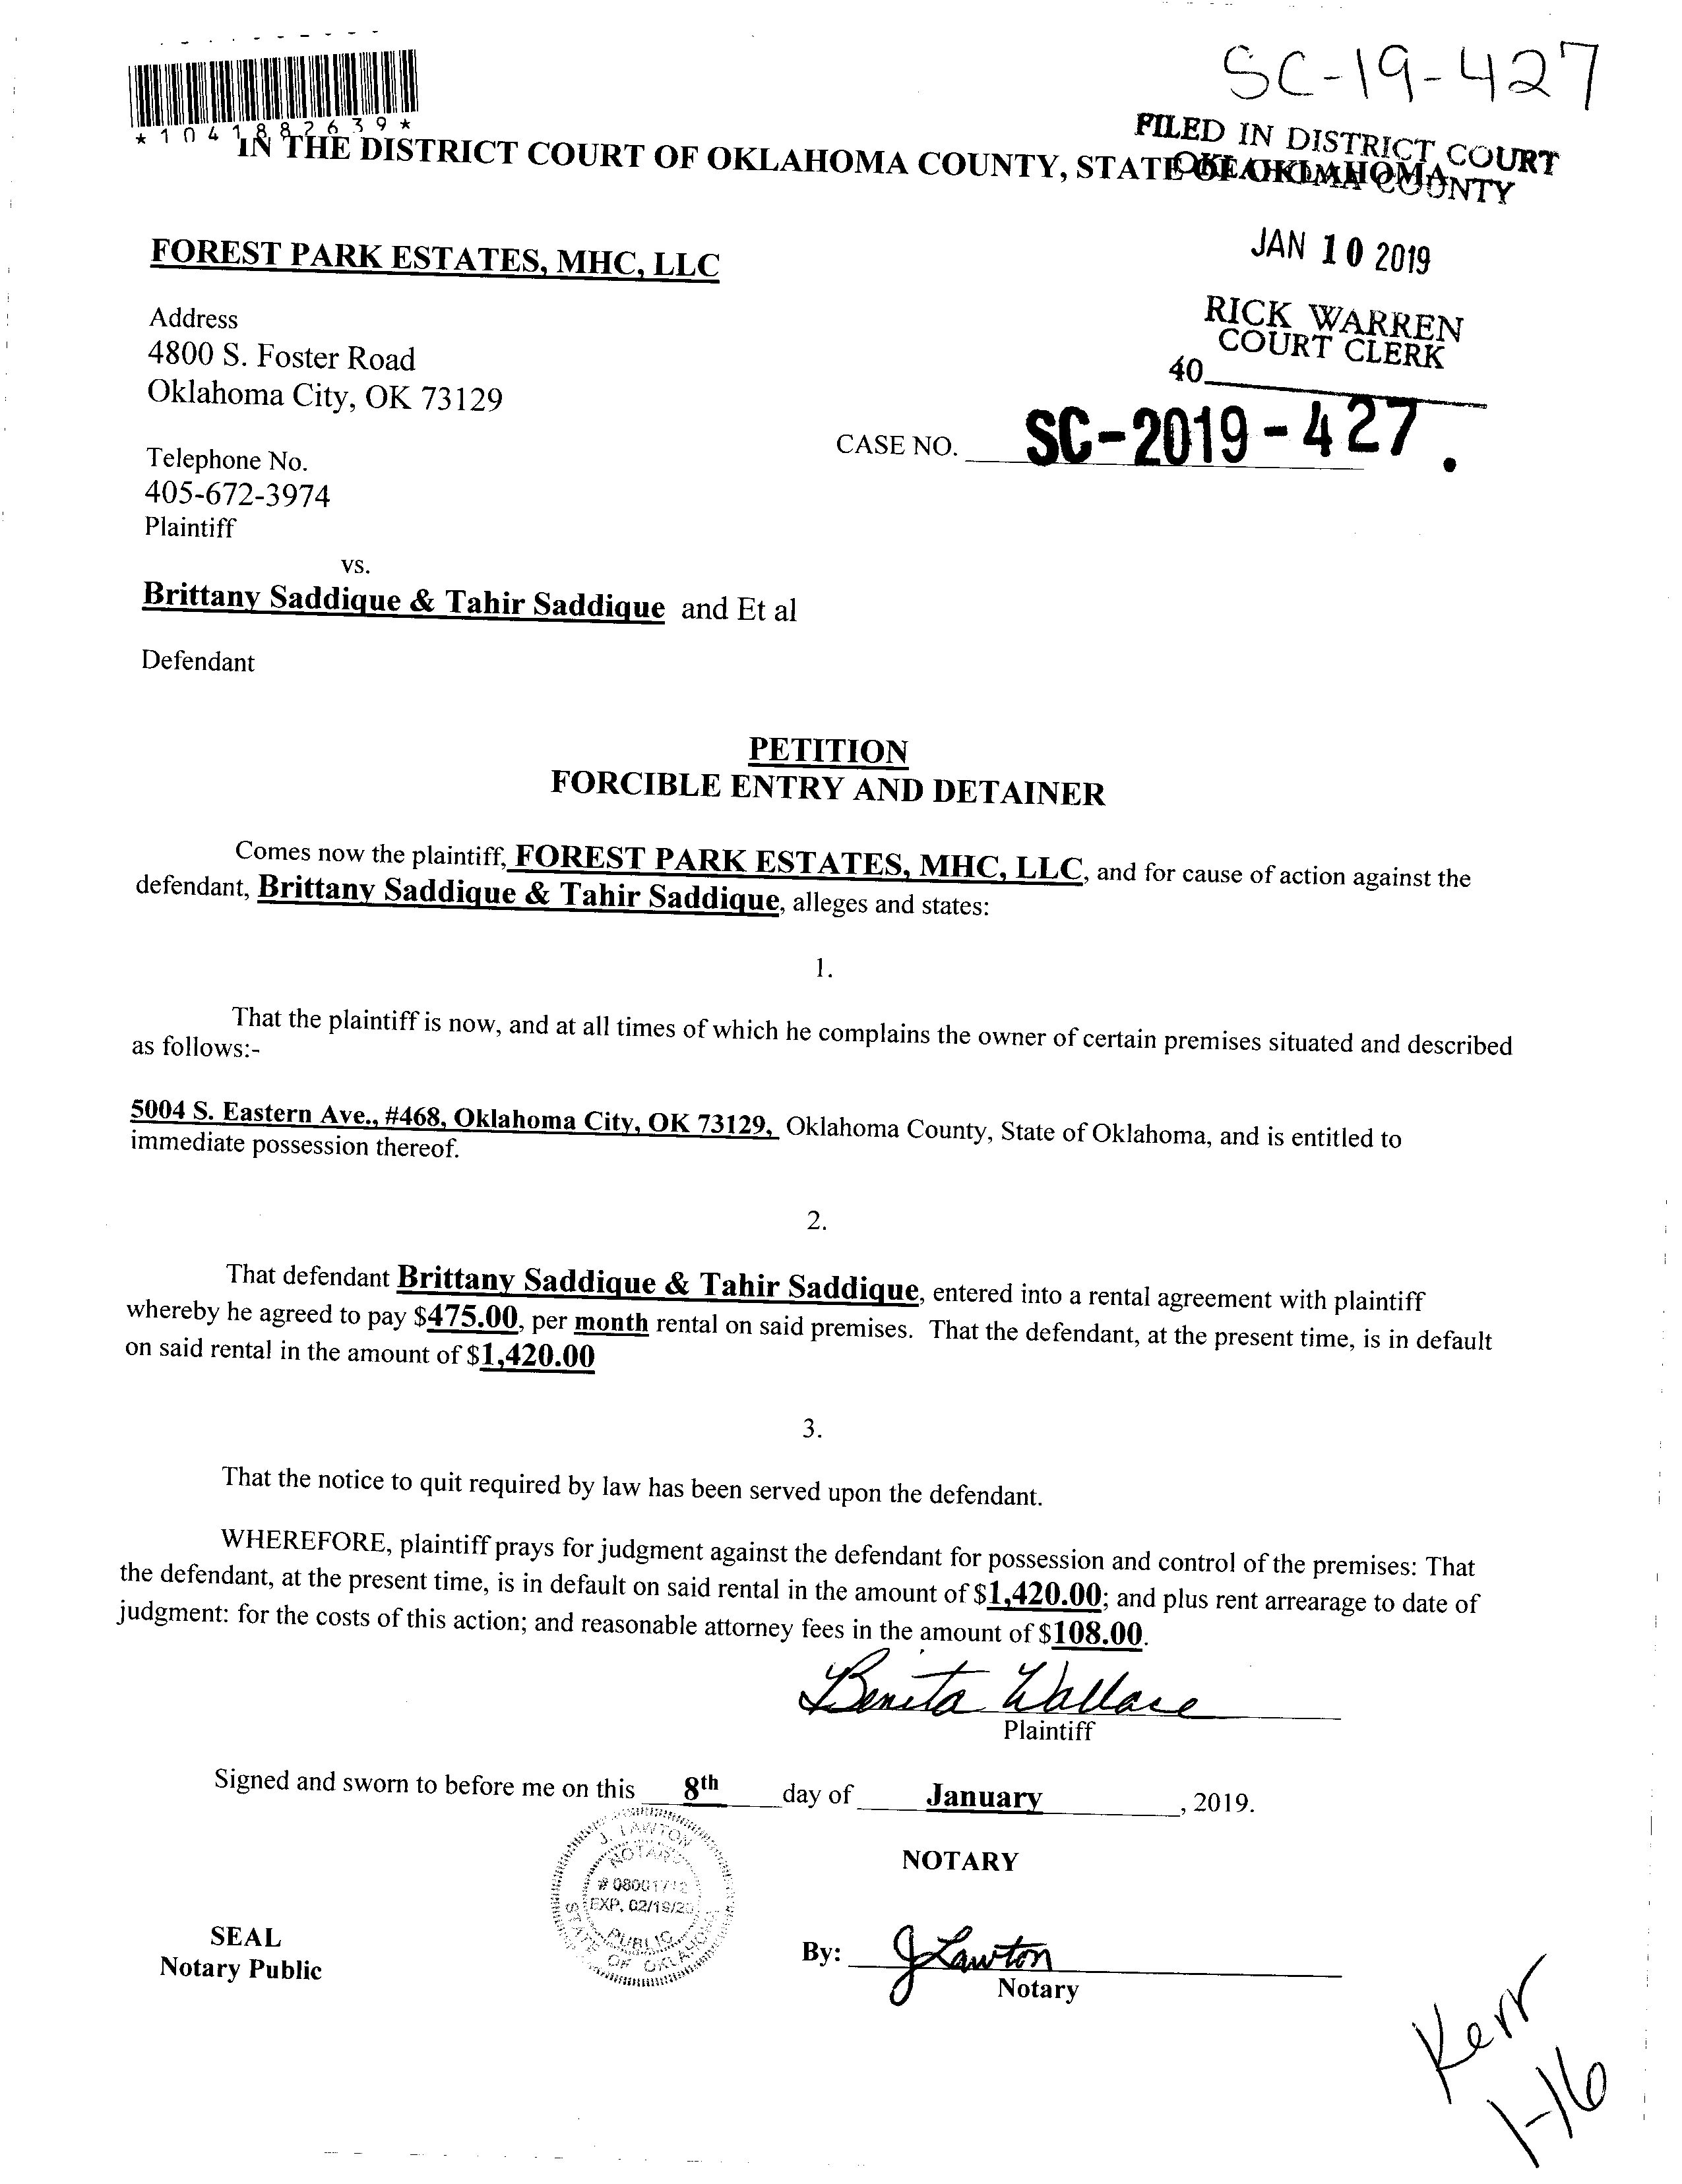 SC-19-427
*1041882639*
FILED IN DISTRICT COURT
OKLAHOMA COUNTY
IN THE DISTRICT COURT OF OKLAHOMA COUNTY, STATE OF OKLAHOMA
JAN 10 2019
FOREST PARK ESTATES, MHC, LLC
RICK WARREN
COURT CLERK
40
Address
4800 S. Foster Road
Oklahoma City, OK 73129
CASE NO. SC-2019-427.
Telephone No.
405-672-3974
Plaintiff
vs.
Brittany Saddique & Tahir Saddique and Et al
Defendant
PETITION
FORCIBLE ENTRY AND DETAINER
Comes now the plaintiff, FOREST PARK ESTATES, MHC, LLC, and for cause of action against the
defendant, Brittany Saddique & Tahir Saddique, alleges and states:
1.
That the plaintiff is now, and at all times of which he complains the owner of certain premises situated and described
as follows:-
5004 S. Eastern Ave., #468, Oklahoma City, OK 73129, Oklahoma County, State of Oklahoma, and is entitled to
immediate possession thereof.
2.
That defendant Brittany Saddique & Tahir Saddique, entered into a rental agreement with plaintiff
whereby he agreed to pay $475.00, per month rental on said premises. That the defendant, at the present time, is in default
on said rental in the amount of $1,420.00
3.
That the notice to quit required by law has been served upon the defendant.
WHEREFORE, plaintiff prays for judgment against the defendant for possession and control of the premises: That
the defendant, at the present time, is in default on said rental in the amount of $1,420.00; and plus rent arrearage to date of
judgment: for the costs of this action; and reasonable attorney fees in the amount of $108.00.
Benita Wallace
Plaintiff
Signed and sworn to before me on this 8th day of January, 2019.
J. LAWTON
NOTARY
# 08001712
EXP. 02/19/20
PUBLIC
STATE OF OKLAHOMA
NOTARY
SEAL
Notary Public
By: J Lawton
Notary
Kerr
1-16